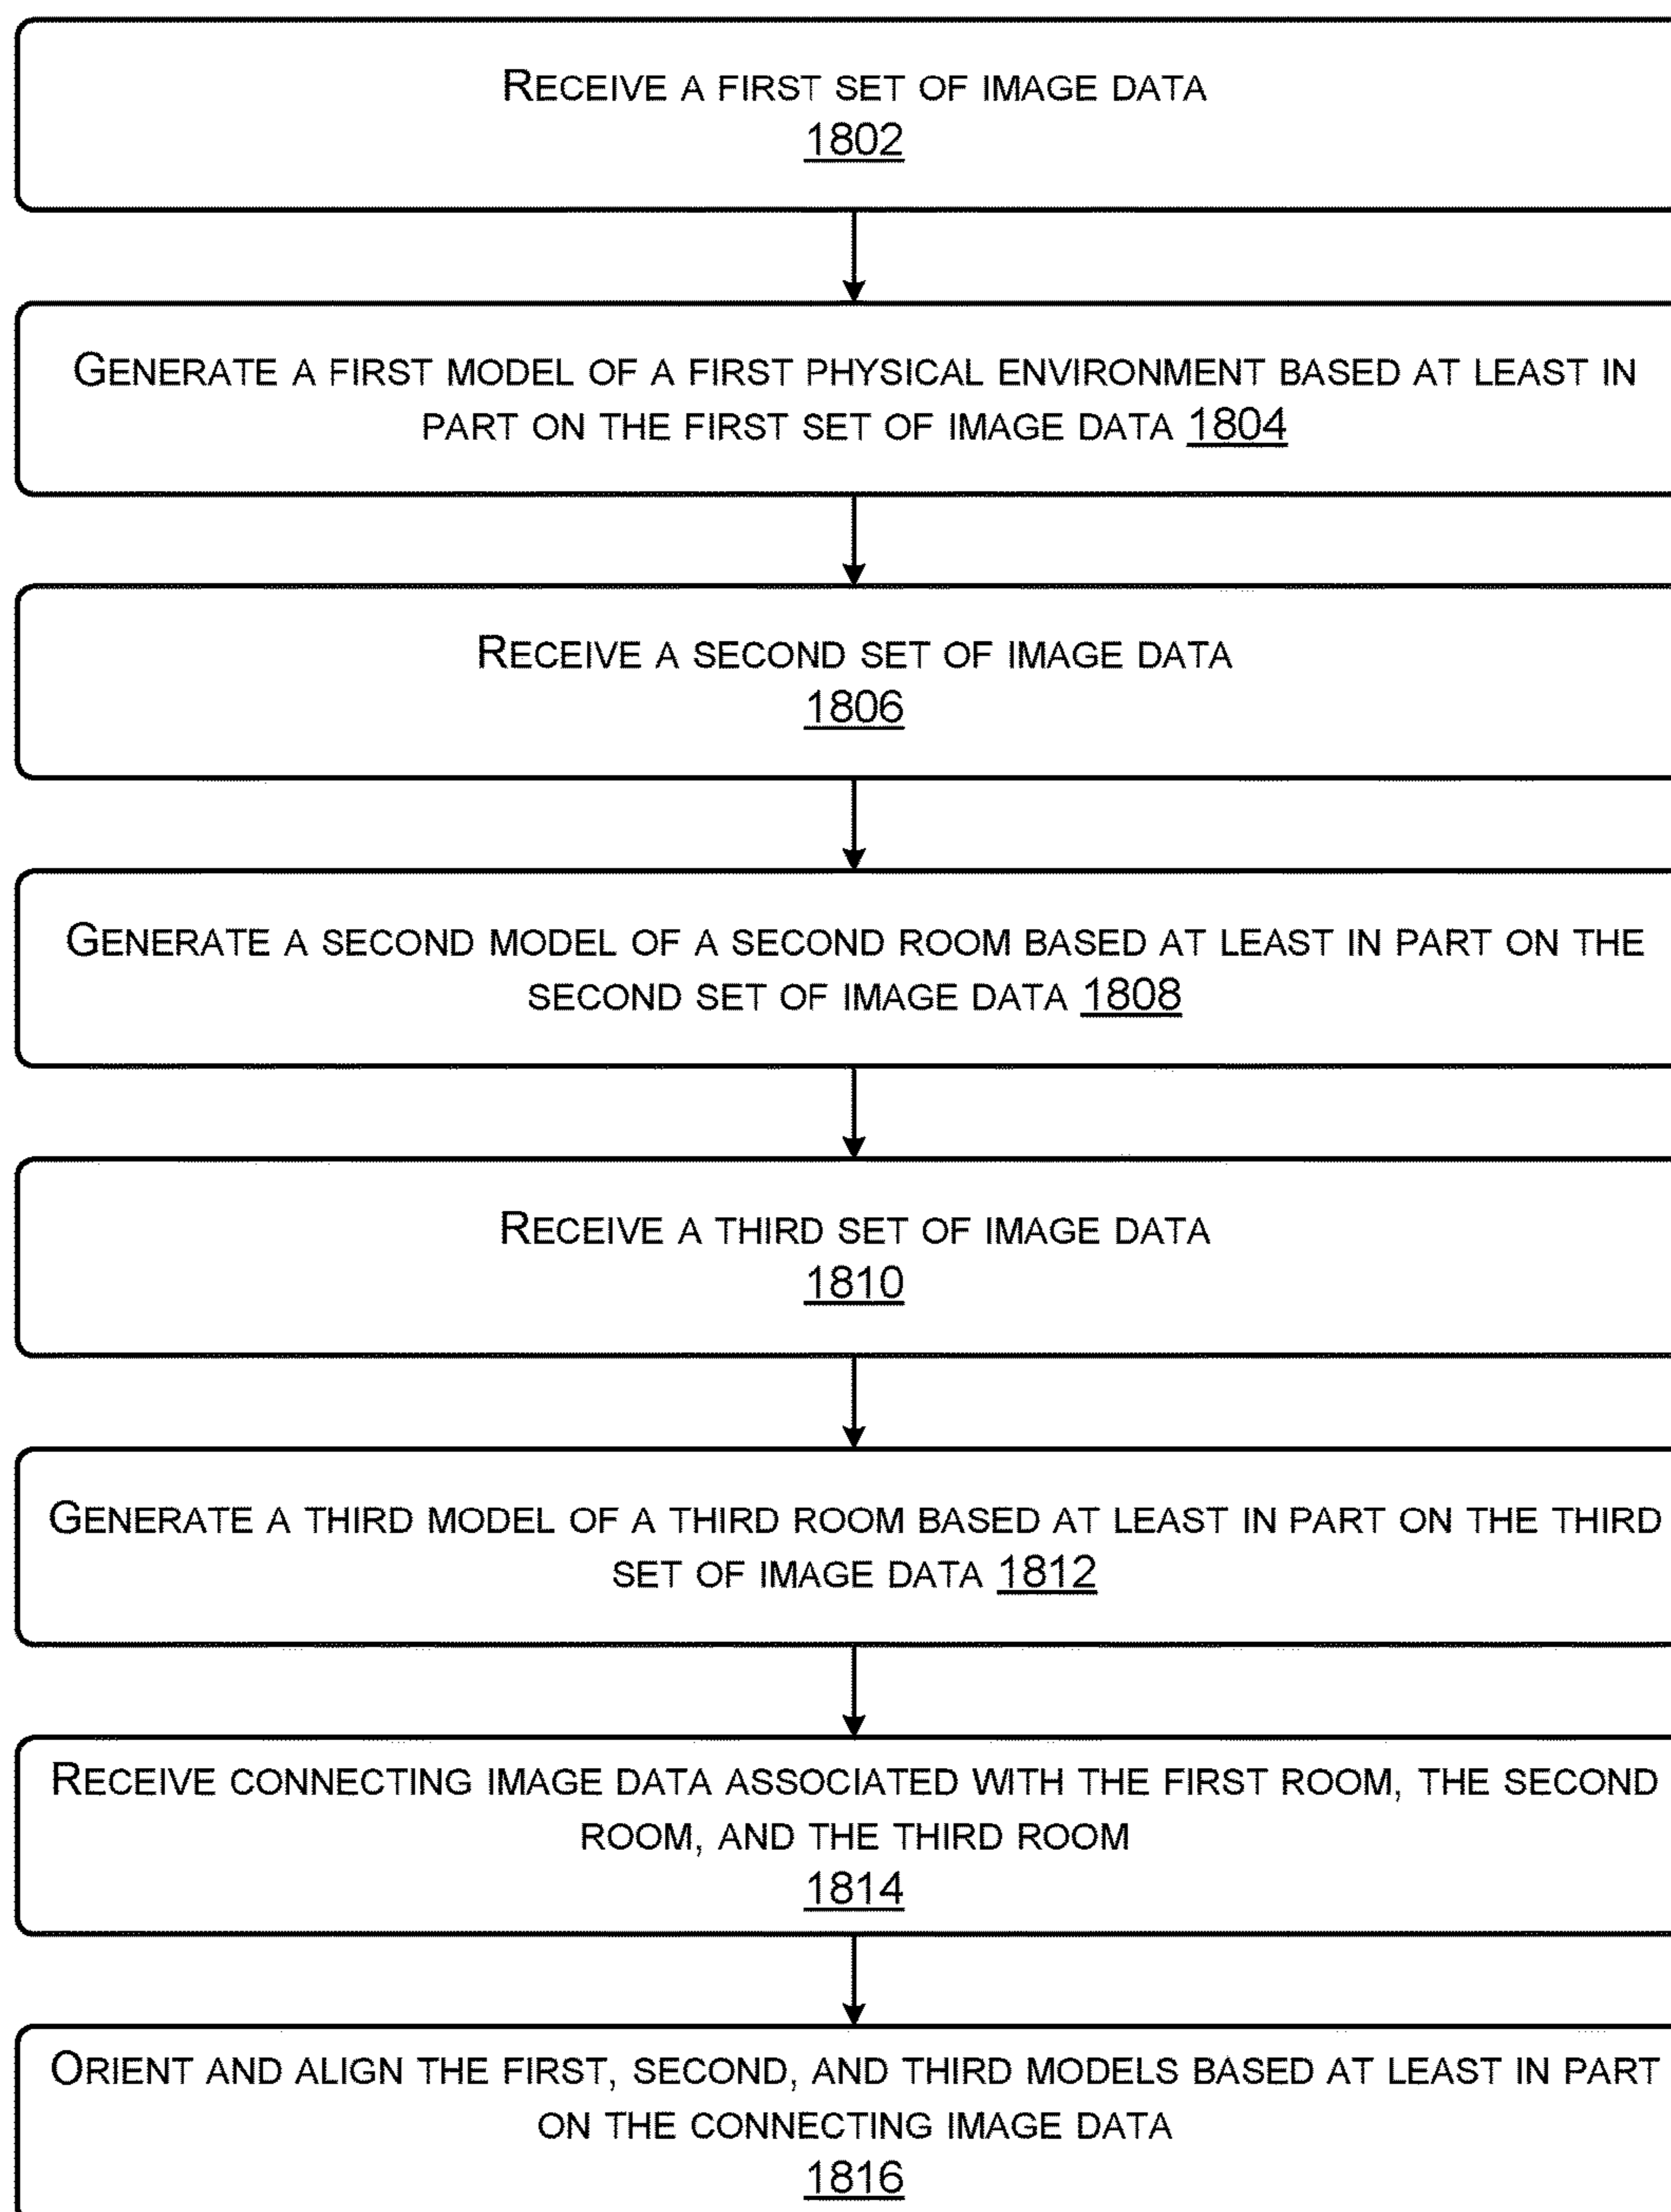 RECEIVE A FIRST SET OF IMAGE DATA
1802
GENERATE A FIRST MODEL OF A FIRST PHYSICAL ENVIRONMENT BASED AT LEAST IN
PART ON THE FIRST SET OF IMAGE DATA 1804
RECEIVE A SECOND SET OF IMAGE DATA
1806
GENERATE A SECOND MODEL OF A SECOND ROOM BASED AT LEAST IN PART ON THE
SECOND SET OF IMAGE DATA 1808
RECEIVE A THIRD SET OF IMAGE DATA
1810
GENERATE A THIRD MODEL OF A THIRD ROOM BASED AT LEAST IN PART ON THE THIRD
SET OF IMAGE DATA 1812
RECEIVE CONNECTING IMAGE DATA ASSOCIATED WITH THE FIRST ROOM, THE SECOND
ROOM, AND THE THIRD ROOM
1814
ORIENT AND ALIGN THE FIRST, SECOND, AND THIRD MODELS BASED AT LEAST IN PART
ON THE CONNECTING IMAGE DATA
1816